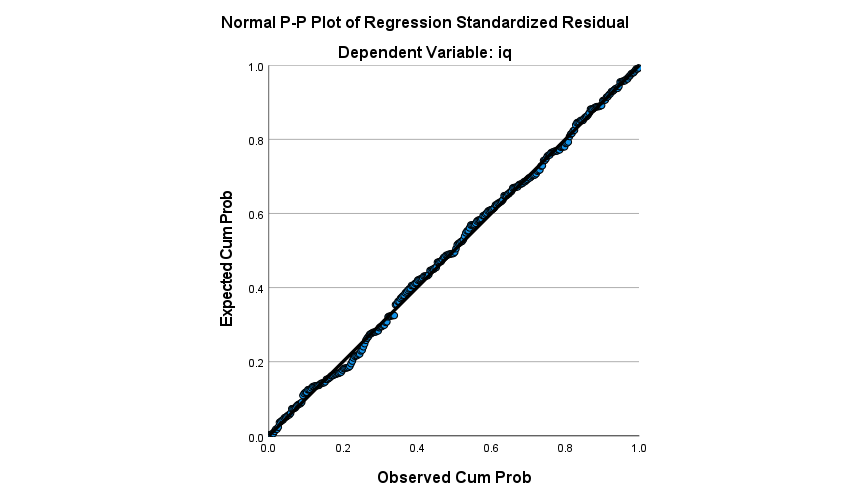 Normal P-P Plot of Regression Standardized Residual
Dependent Variable: iq
Expected Cum Prob
1.0
0.8
0.6
0.4
0.2
0.0
0.0 0.2 0.4 0.6 0.8 1.0
Observed Cum Prob